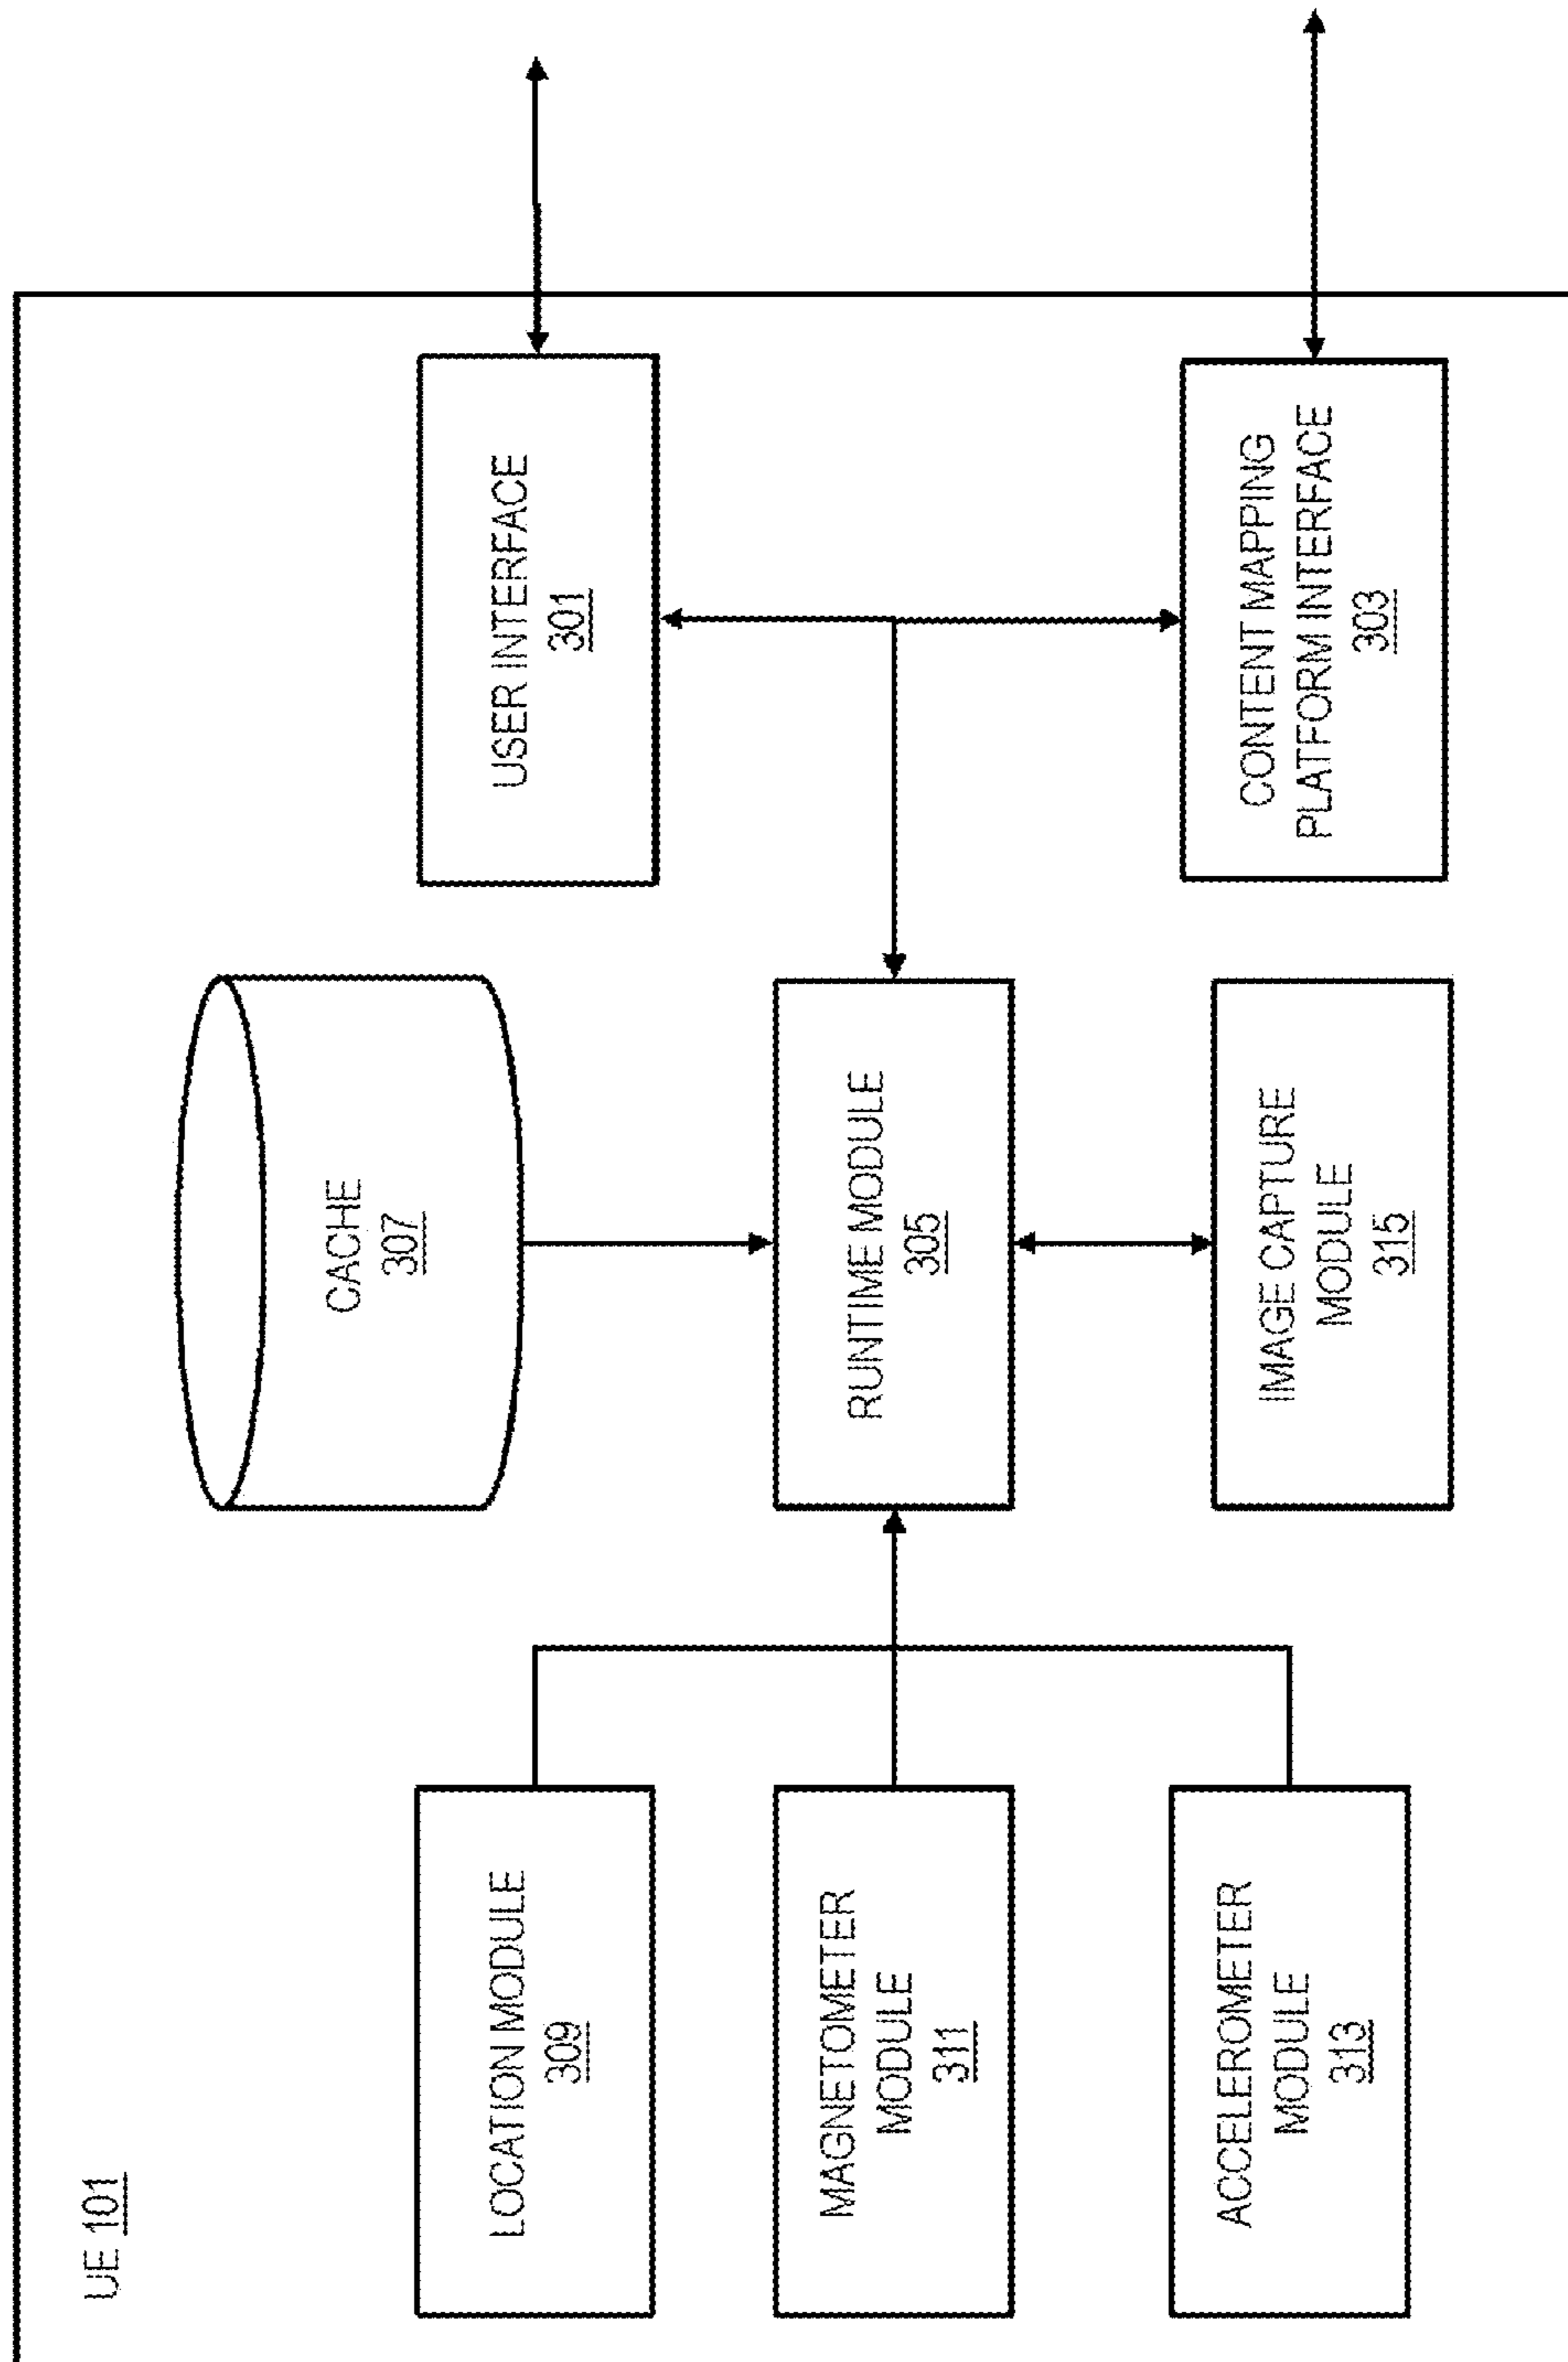 UE 101
LOCATION MODULE
309
MAGNETOMETER
MODULE
311
ACCELEROMETER
MODULE
313
CACHE
307
RUNTIME MODULE
305
IMAGE CAPTURE
MODULE
315
USER INTERFACE
301
CONTENT MAPPING
PLATFORM INTERFACE
303